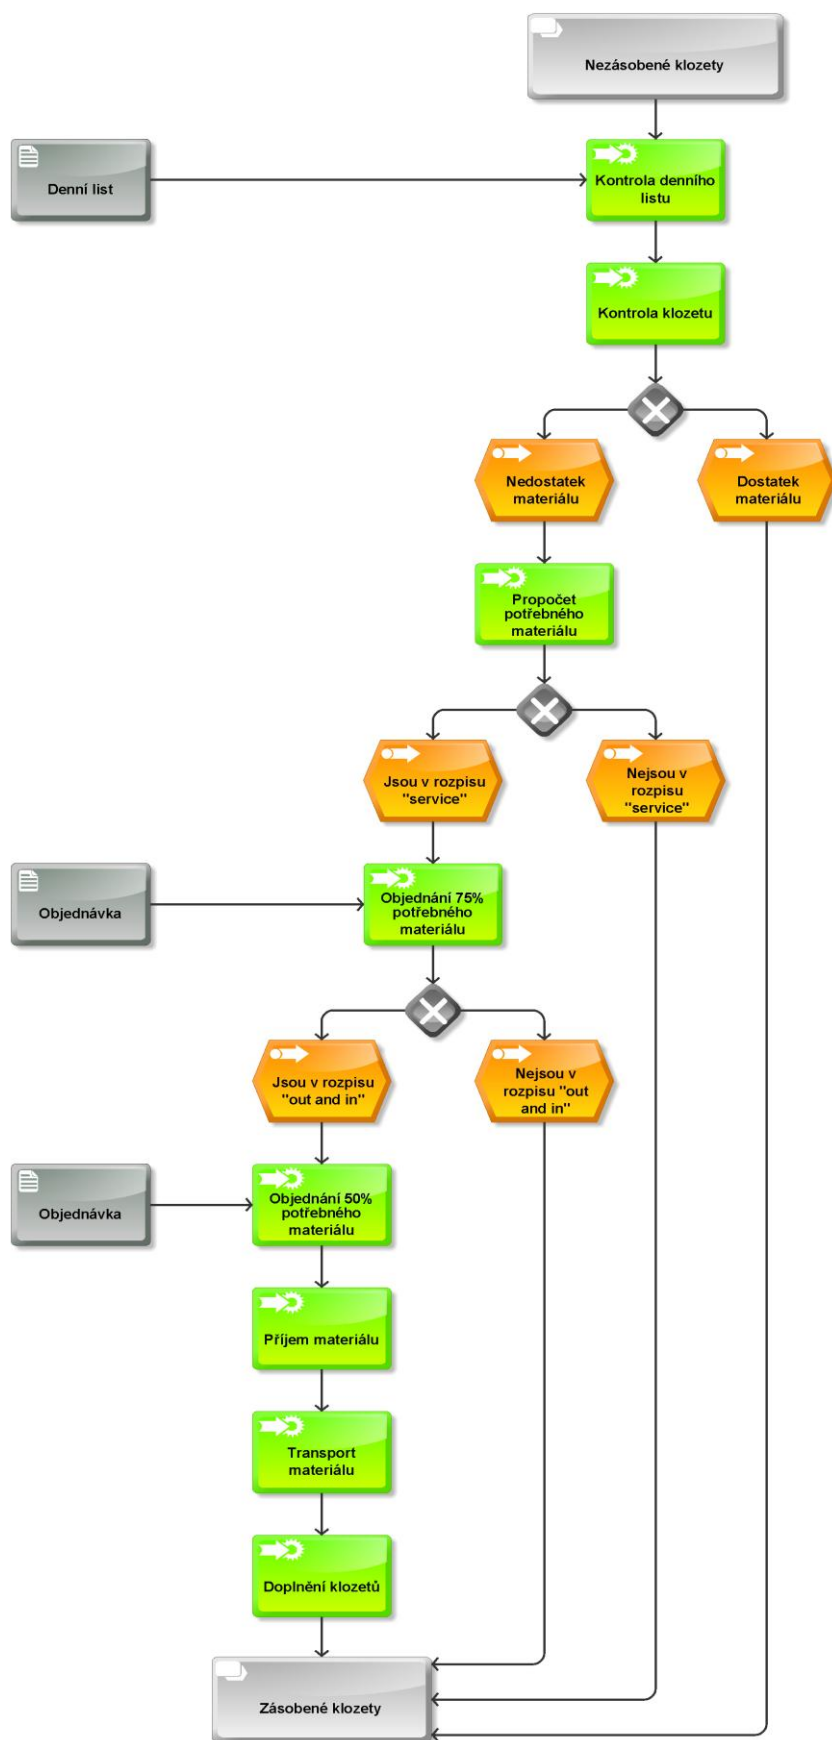 Nezásobené klozety
Denní list
Kontrola denního
listu
Kontrola klozetu
Nedostatek
materiálu
Dostatek
materiálu
Propočet
potřebného
materiálu
Jsou v rozpisu
"service"
Nejsou v
rozpisu
"service"
Objednávka
Objednání 75%
potřebného
materiálu
Jsou v rozpisu
"out and in"
Nejsou v
rozpisu "out
and in"
Objednávka
Objednání 50%
potřebného
materiálu
Příjem materiálu
Transport
materiálu
Doplnění klozetů
Zásobené klozety